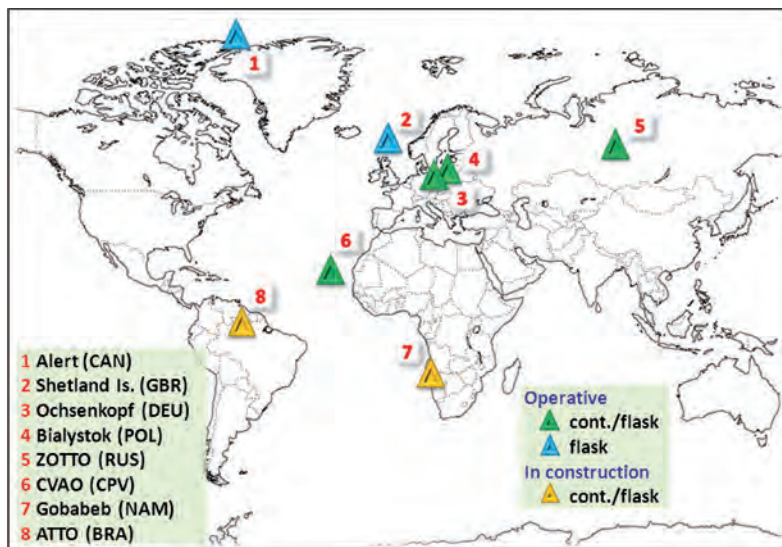 1
2
5
4
3
6
8
7
1 Alert (CAN)
2 Shetland Is. (GBR)
3 Ochsenkopf (DEU)
4 Bialystok (POL)
5 ZOTTO (RUS)
6 CVAO (CPV)
7 Gobabeb (NAM)
8 ATTO (BRA)
Operative
cont./flask
flask
In construction
cont./flask